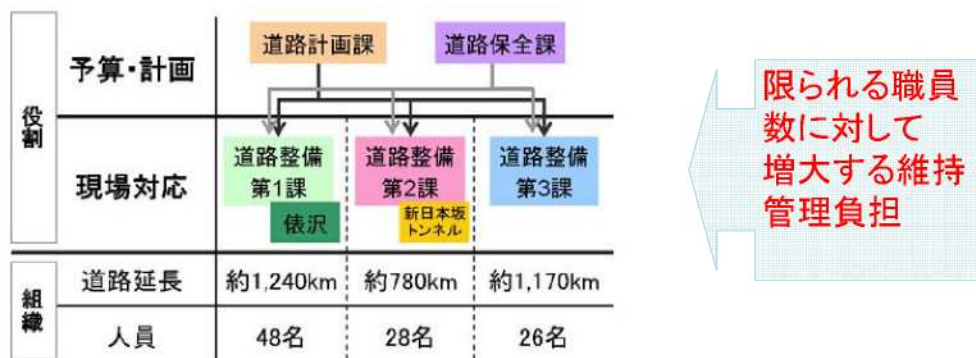 役割
予算・計画
道路計画課
道路保全課
現場対応
道路整備
第1課
俵沢
道路整備
第2課
新日本坂
トンネル
道路整備
第3課
組織
道路延長
約1,240km
約780km
約1,170km
人員
48名
28名
26名
限られる職員
数に対して
増大する維持
管理負担